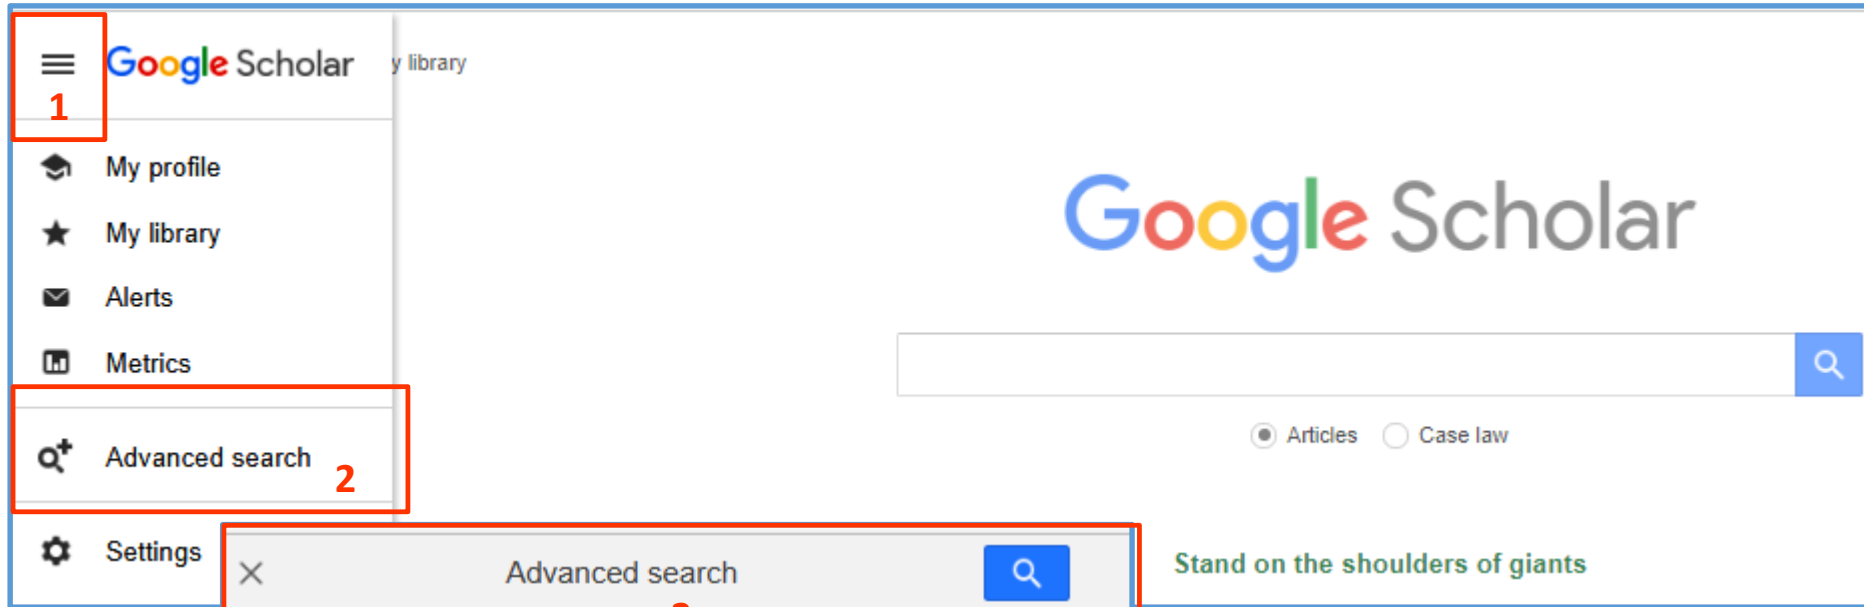 Google Scholar
y library
1
My profile
My library
Alerts
Metrics
Advanced search
2
Settings
Google Scholar
Articles
Case law
Stand on the shoulders of giants
Advanced search